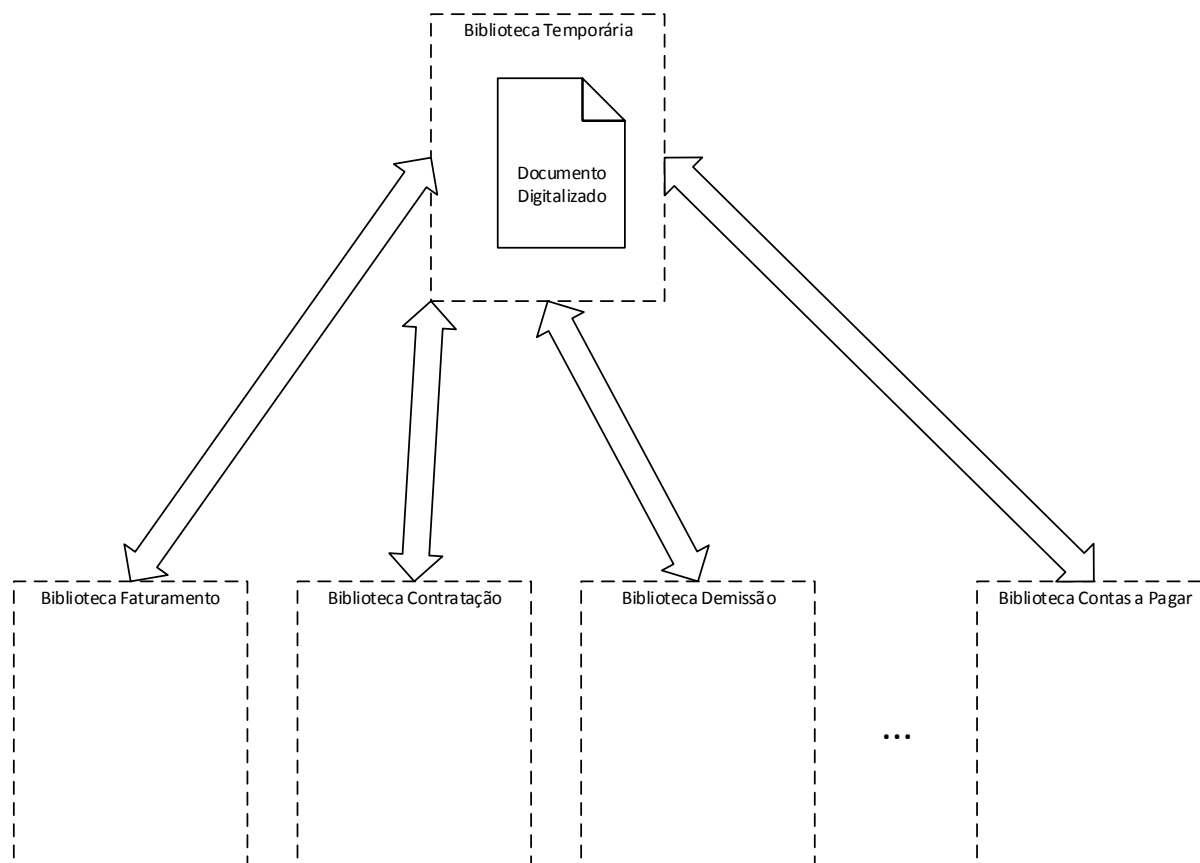 Biblioteca Temporária
Documento
Digitalizado
Biblioteca Faturamento
Biblioteca Contratação
Biblioteca Demissão
Biblioteca Contas a Pagar
...